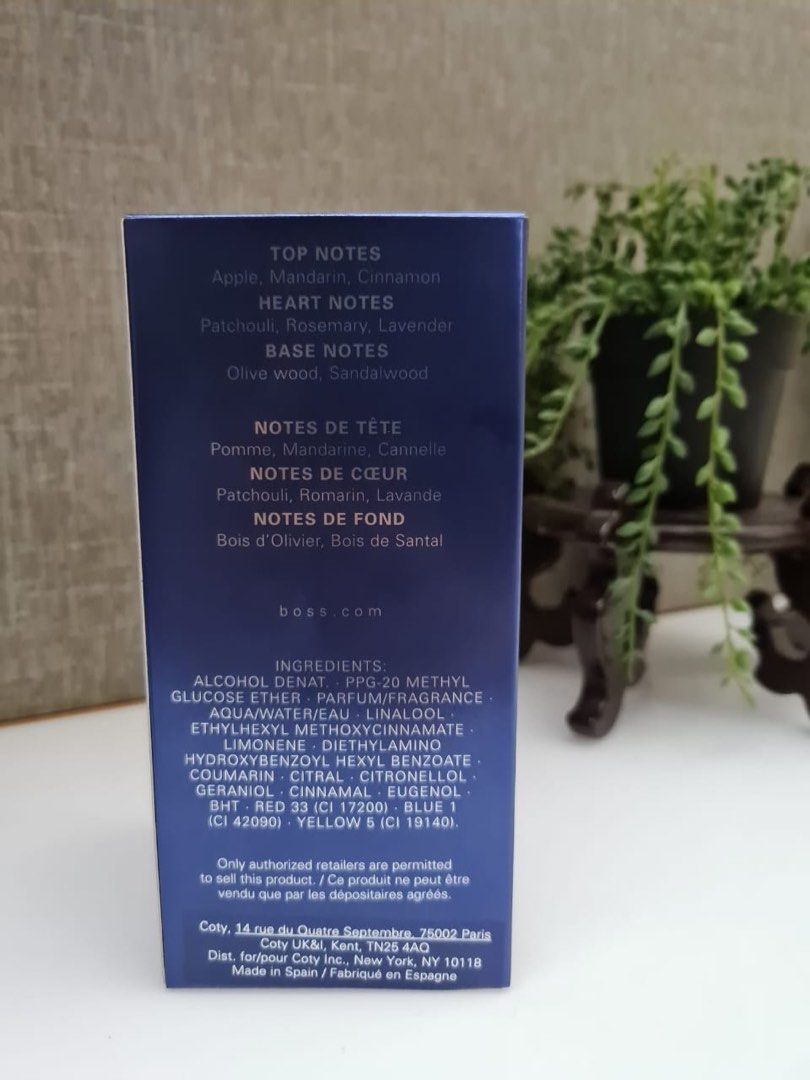 TOP NOTES
Apple, Mandarin, Cinnamon
HEART NOTES
Patchouli, Rosemary, Lavender
BASE NOTES
Olive wood, Sandalwood
NOTES DE TÊTE
Pomme, Mandarine, Cannelle
NOTES DE CŒUR
Patchouli, Romarin, Lavande
NOTES DE FOND
Bois d'Olivier, Bois de Santal
boss.com
INGREDIENTS:
ALCOHOL DENAT. · PPG-20 METHYL
GLUCOSE ETHER · PARFUM/FRAGRANCE ·
AQUA/WATER/EAU · LINALOOL ·
ETHYLHEXYL METHOXYCINNAMATE ·
LIMONENE · DIETHYLAMINO
HYDROXYBENZOYL HEXYL BENZOATE ·
COUMARIN · CITRAL · CITRONELLOL ·
GERANIOL · CINNAMAL · EUGENOL ·
BHT · RED 33 (CI 17200) · BLUE 1
(CI 42090) · YELLOW 5 (CI 19140).
Only authorized retailers are permitted
to sell this product. / Ce produit ne peut être
vendu que par les dépositaires agréés.
Coty, 14 rue du Quatre Septembre, 75002 Paris
Coty UK&I, Kent, TN25 4AQ
Dist. for/pour Coty Inc., New York, NY 10118
Made in Spain / Fabriqué en Espagne